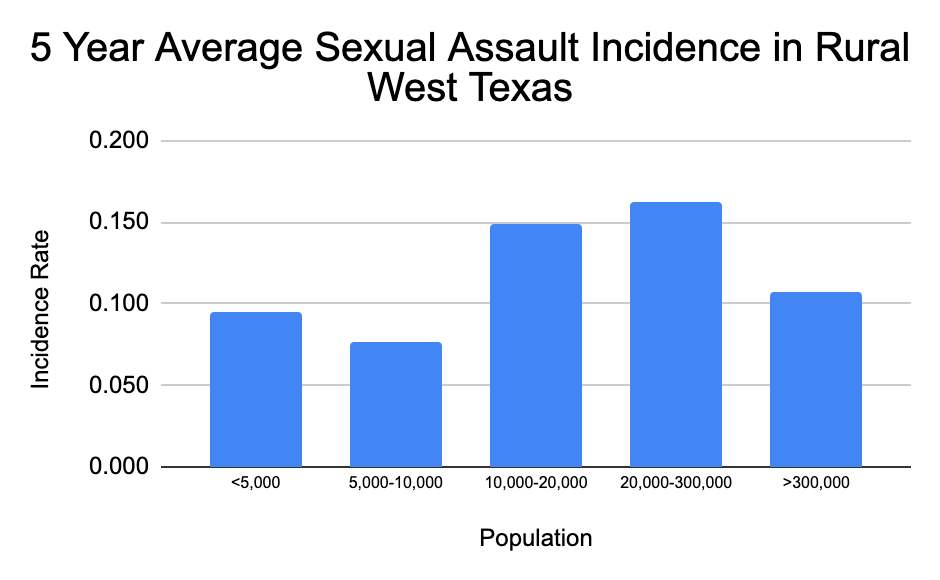 5 Year Average Sexual Assault Incidence in Rural
West Texas
0.200
0.150
0.100
0.050
0.000
Incidence Rate
<5,000
5,000-10,000
10,000-20,000
20,000-300,000
>300,000
Population